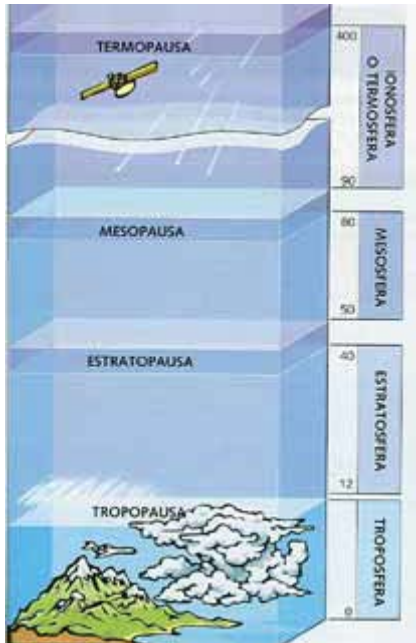 TERMOPAUSA
400
IONOSFERA
O TERMOSFERA
90
MESOPAUSA
80
MESOSFERA
50
ESTRATOPAUSA
40
ESTRATOSFERA
12
TROPOPAUSA
TROPOSFERA
0